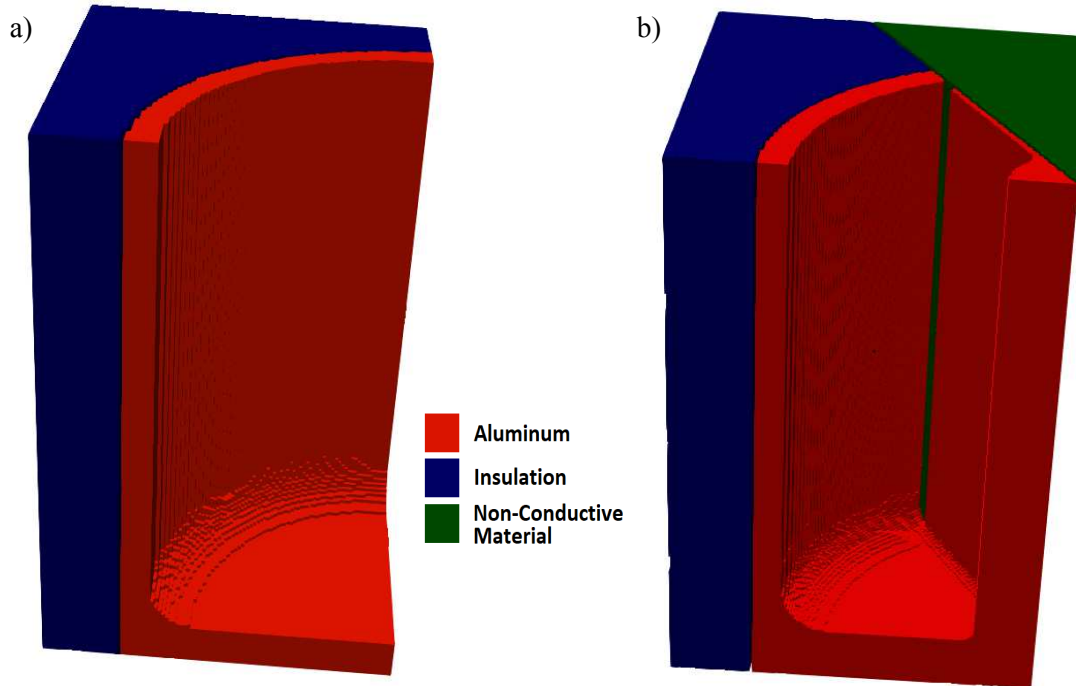 a)
b)
Aluminum
Insulation
Non-Conductive
Material